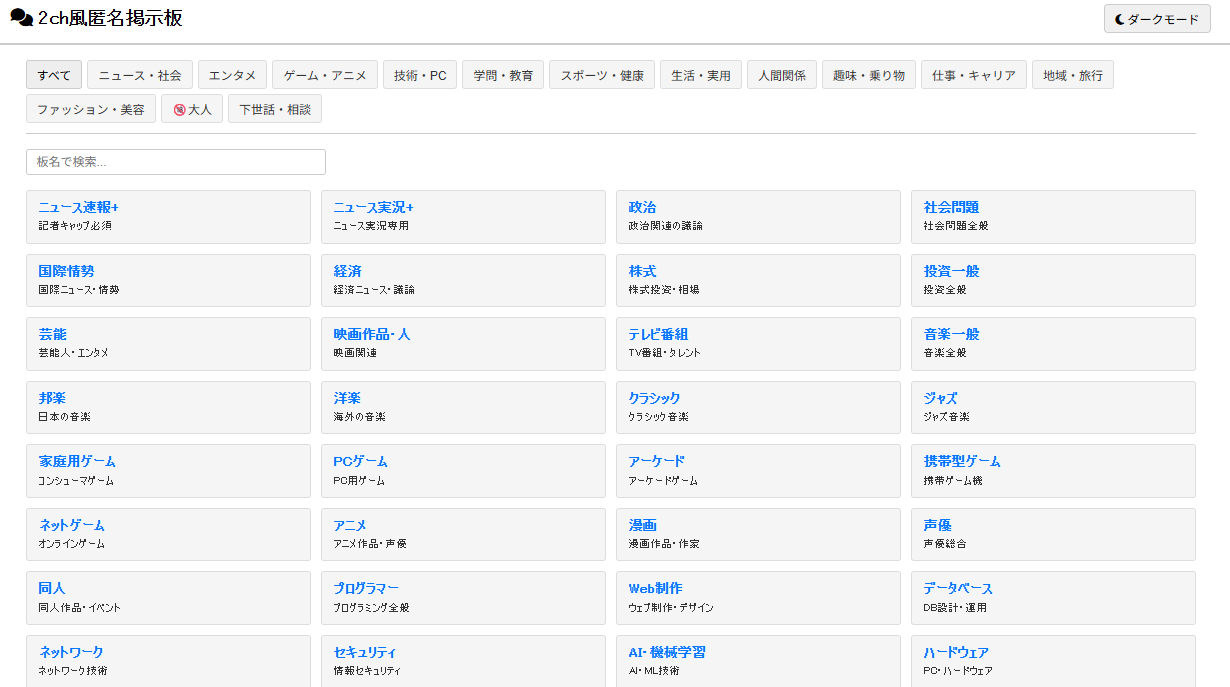 2ch風匿名掲示板
ダークモード
すべて ニュース・社会 エンタメ ゲーム・アニメ 技術・PC 学問・教育 スポーツ・健康 生活・実用 人間関係 趣味・乗り物 仕事・キャリア 地域・旅行
ファッション・美容 🔞大人 下世話・相談
板名で検索...
ニュース速報+ ニュース実況+ 政治 社会問題
記者キャップ必須 ニュース実況専用 政治関連の議論 社会問題全般
国際情勢 経済 株式 投資一般
国際ニュース・情勢 経済ニュース・議論 株式投資・相場 投資全般
芸能 映画作品・人 テレビ番組 音楽一般
芸能人・エンタメ 映画関連 TV番組・タレント 音楽全般
邦楽 洋楽 クラシック ジャズ
日本の音楽 海外の音楽 クラシック音楽 ジャズ音楽
家庭用ゲーム PCゲーム アーケード 携帯型ゲーム
コンシューマゲーム PC用ゲーム アーケードゲーム 携帯ゲーム機
ネットゲーム アニメ 漫画 声優
オンラインゲーム アニメ作品・声優 漫画作品・作家 声優総合
同人 プログラマー Web制作 データベース
同人作品・イベント プログラミング全般 ウェブ制作・デザイン DB設計・運用
ネットワーク セキュリティ AI・機械学習 ハードウェア
ネットワーク技術 情報セキュリティ AI・ML技術 PC・ハードウェア